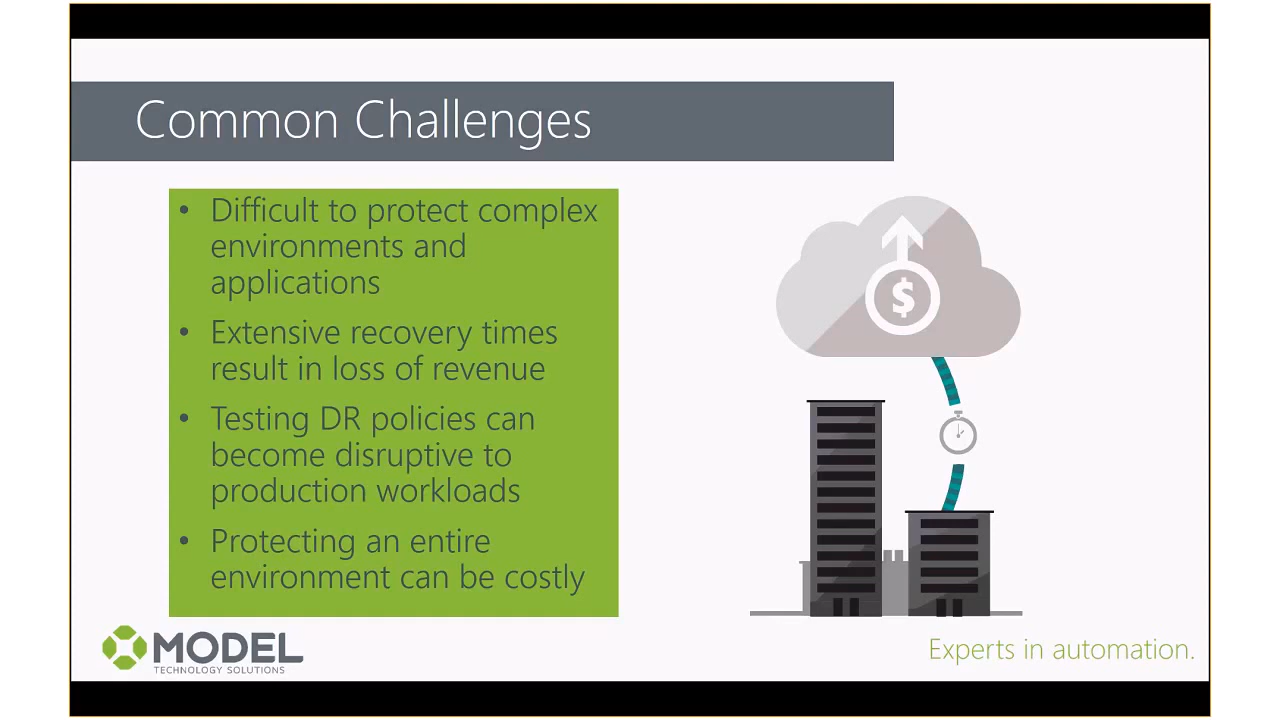 Common Challenges
• Difficult to protect complex
environments and
applications
• Extensive recovery times
result in loss of revenue
• Testing DR policies can
become disruptive to
production workloads
• Protecting an entire
environment can be costly
$
MODEL
TECHNOLOGY SOLUTIONS
Experts in automation.